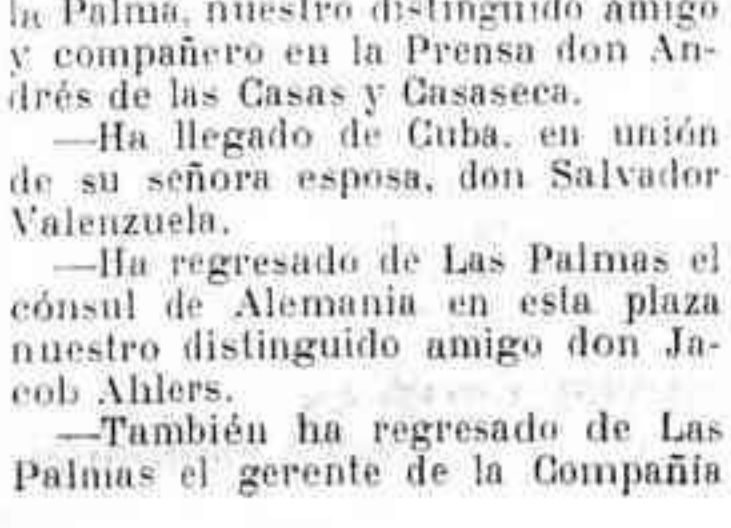 la Palma, nuestro distinguido amigo
y compañero en la Prensa don An-
drés de las Casas y Casaseca.
—Ha llegado de Cuba, en unión
de su señora esposa, don Salvador
Valenzuela.
—Ha regresado de Las Palmas el
cónsul de Alemania en esta plaza
nuestro distinguido amigo don Ja-
cob Ahlers.
—También ha regresado de Las
Palmas el gerente de la Compañía